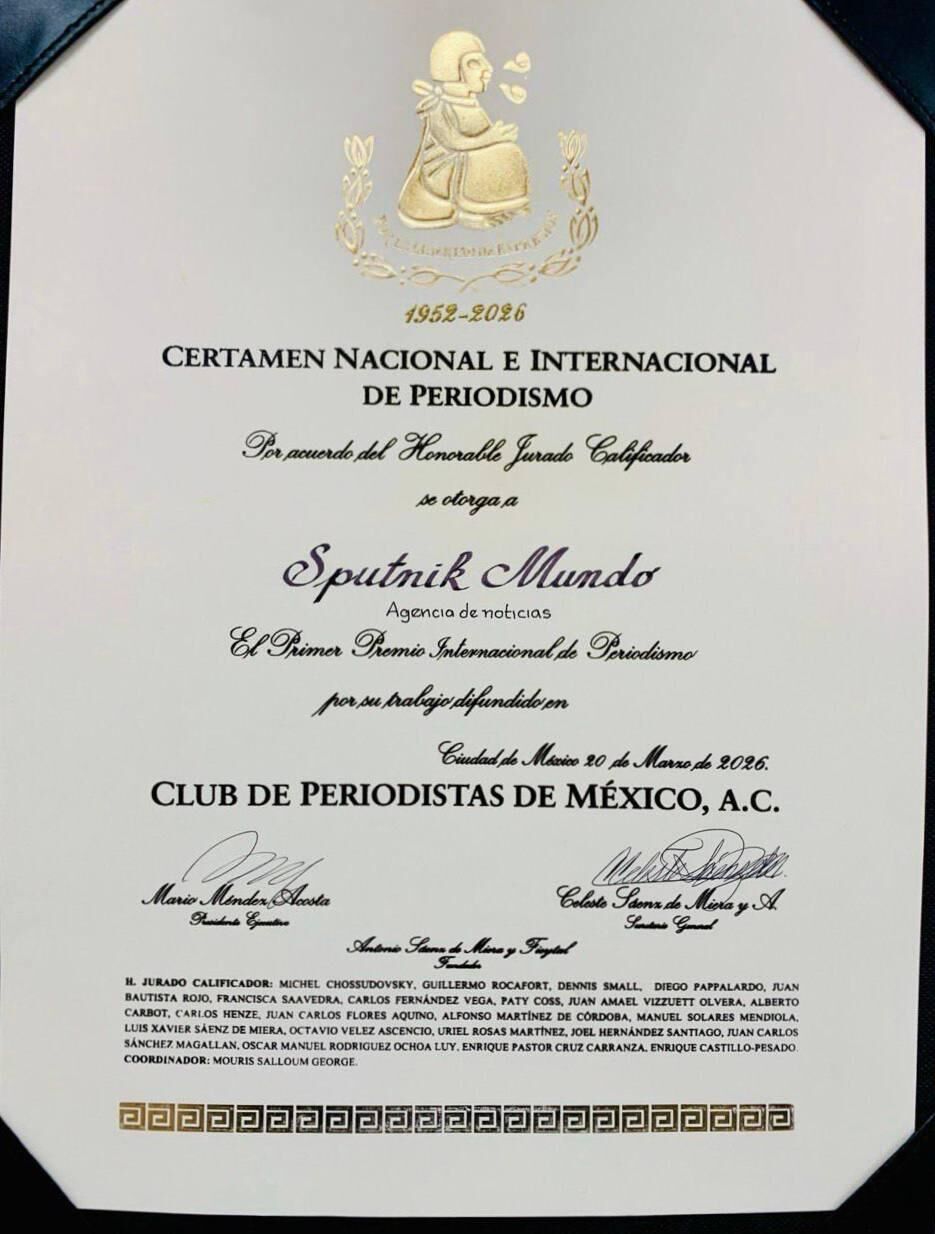 POR LA LIBERTAD DE EXPRESIÓN
1952-2026
CERTAMEN NACIONAL E INTERNACIONAL
DE PERIODISMO
Por acuerdo del Honorable Jurado Calificador
se otorga a
Sputnik Mundo
Agencia de noticias
El Primer Premio Internacional de Periodismo
por su trabajo difundido en
Ciudad de México 20 de Marzo de 2026.
CLUB DE PERIODISTAS DE MÉXICO, A.C.
Mario Méndez Acosta
Presidente Ejecutivo
Celeste Sáenz de Miera y A.
Secretario General
Antonio Sáenz de Miera y Fieytal
Fundador
H. JURADO CALIFICADOR: MICHEL CHOSSUDOVSKY, GUILLERMO ROCAFORT, DENNIS SMALL, DIEGO PAPPALARDO, JUAN
BAUTISTA ROJO, FRANCISCA SAAVEDRA, CARLOS FERNÁNDEZ VEGA, PATY COSS, JUAN AMAEL VIZZUETT OLVERA, ALBERTO
CARBOT, CARLOS HENZE, JUAN CARLOS FLORES AQUINO, ALFONSO MARTÍNEZ DE CÓRDOBA, MANUEL SOLARES MENDIOLA,
LUIS XAVIER SÁENZ DE MIERA, OCTAVIO VELEZ ASCENCIO, URIEL ROSAS MARTÍNEZ, JOEL HERNÁNDEZ SANTIAGO, JUAN CARLOS
SÁNCHEZ MAGALLAN, OSCAR MANUEL RODRIGUEZ OCHOA LUY, ENRIQUE PASTOR CRUZ CARRANZA, ENRIQUE CASTILLO-PESADO.
COORDINADOR: MOURIS SALLOUM GEORGE.